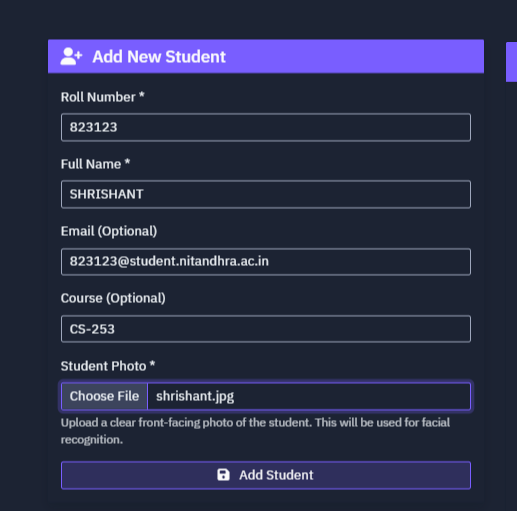 Add New Student
Roll Number *
823123
Full Name *
SHRISHANT
Email (Optional)
823123@student.nitandhra.ac.in
Course (Optional)
CS-253
Student Photo *
Choose File shrishant.jpg
Upload a clear front-facing photo of the student. This will be used for facial
recognition.
Add Student